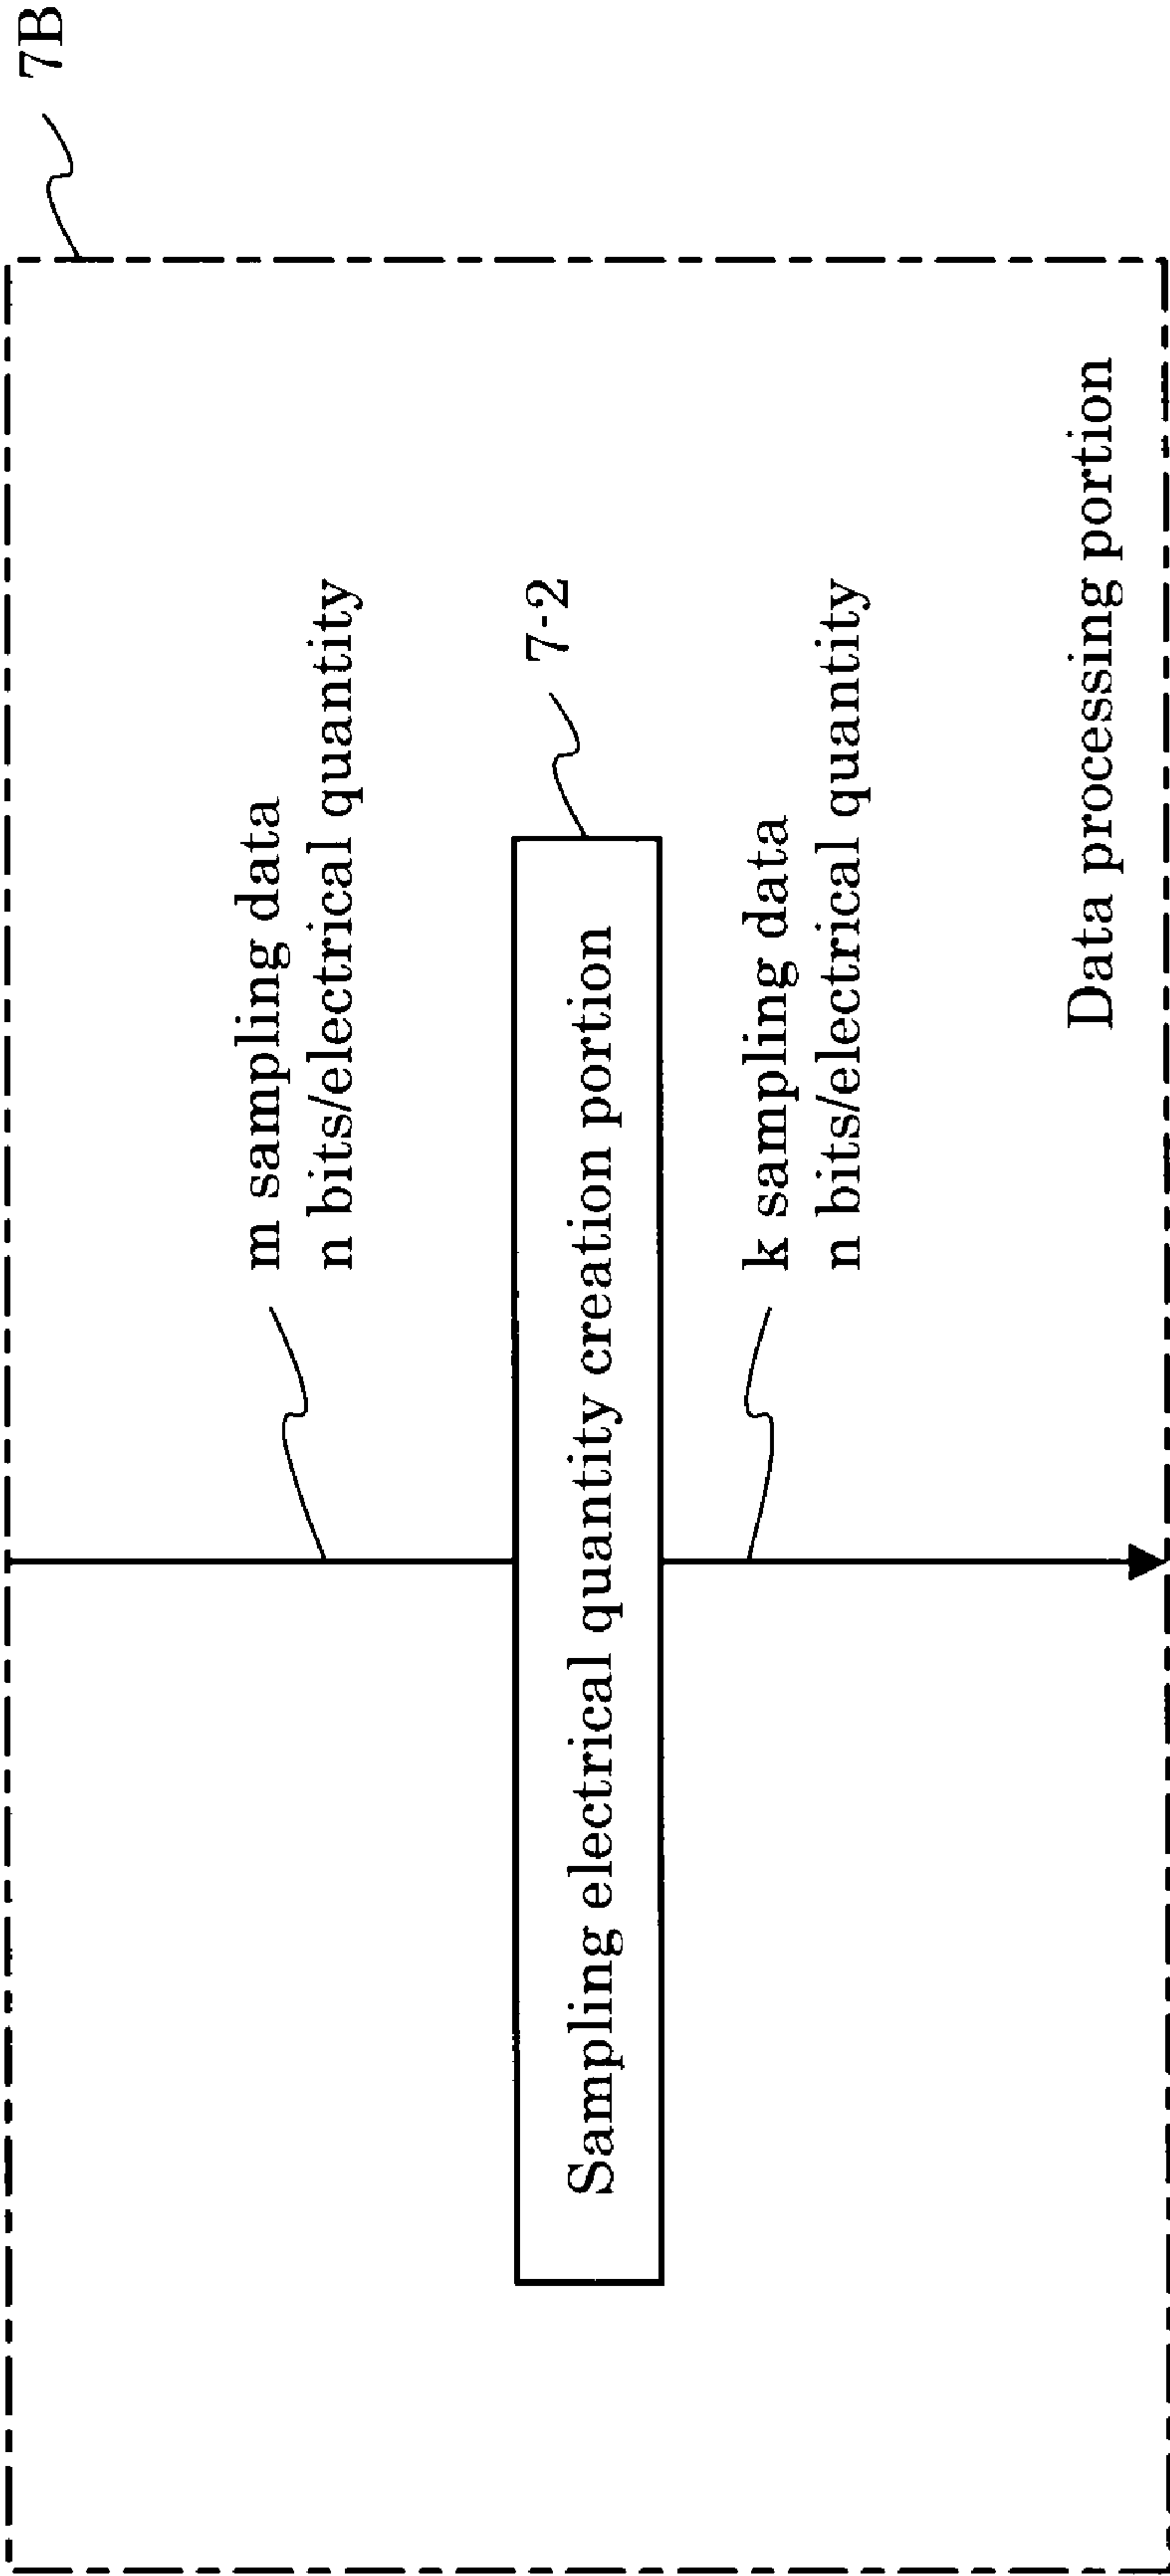 7B
m sampling data
n bits/electrical quantity
7-2
Sampling electrical quantity creation portion
k sampling data
n bits/electrical quantity
Data processing portion